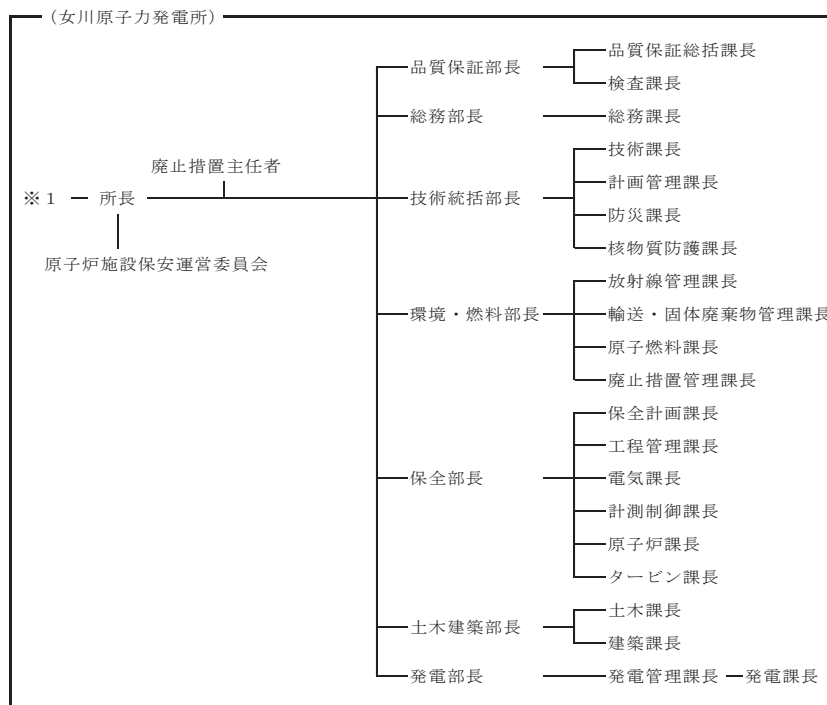 (女川原子力発電所)
品質保証総括課長
品質保証部長
検査課長
総務部長
総務課長
廃止措置主任者
技術課長
計画管理課長
※1
所長
技術統括部長
防災課長
核物質防護課長
原子炉施設保安運営委員会
放射線管理課長
環境・燃料部長
輸送・固体廃棄物管理課長
原子燃料課長
廃止措置管理課長
保全計画課長
工程管理課長
保全部長
電気課長
計測制御課長
原子炉課長
タービン課長
土木建築部長
土木課長
建築課長
発電部長
発電管理課長
発電課長